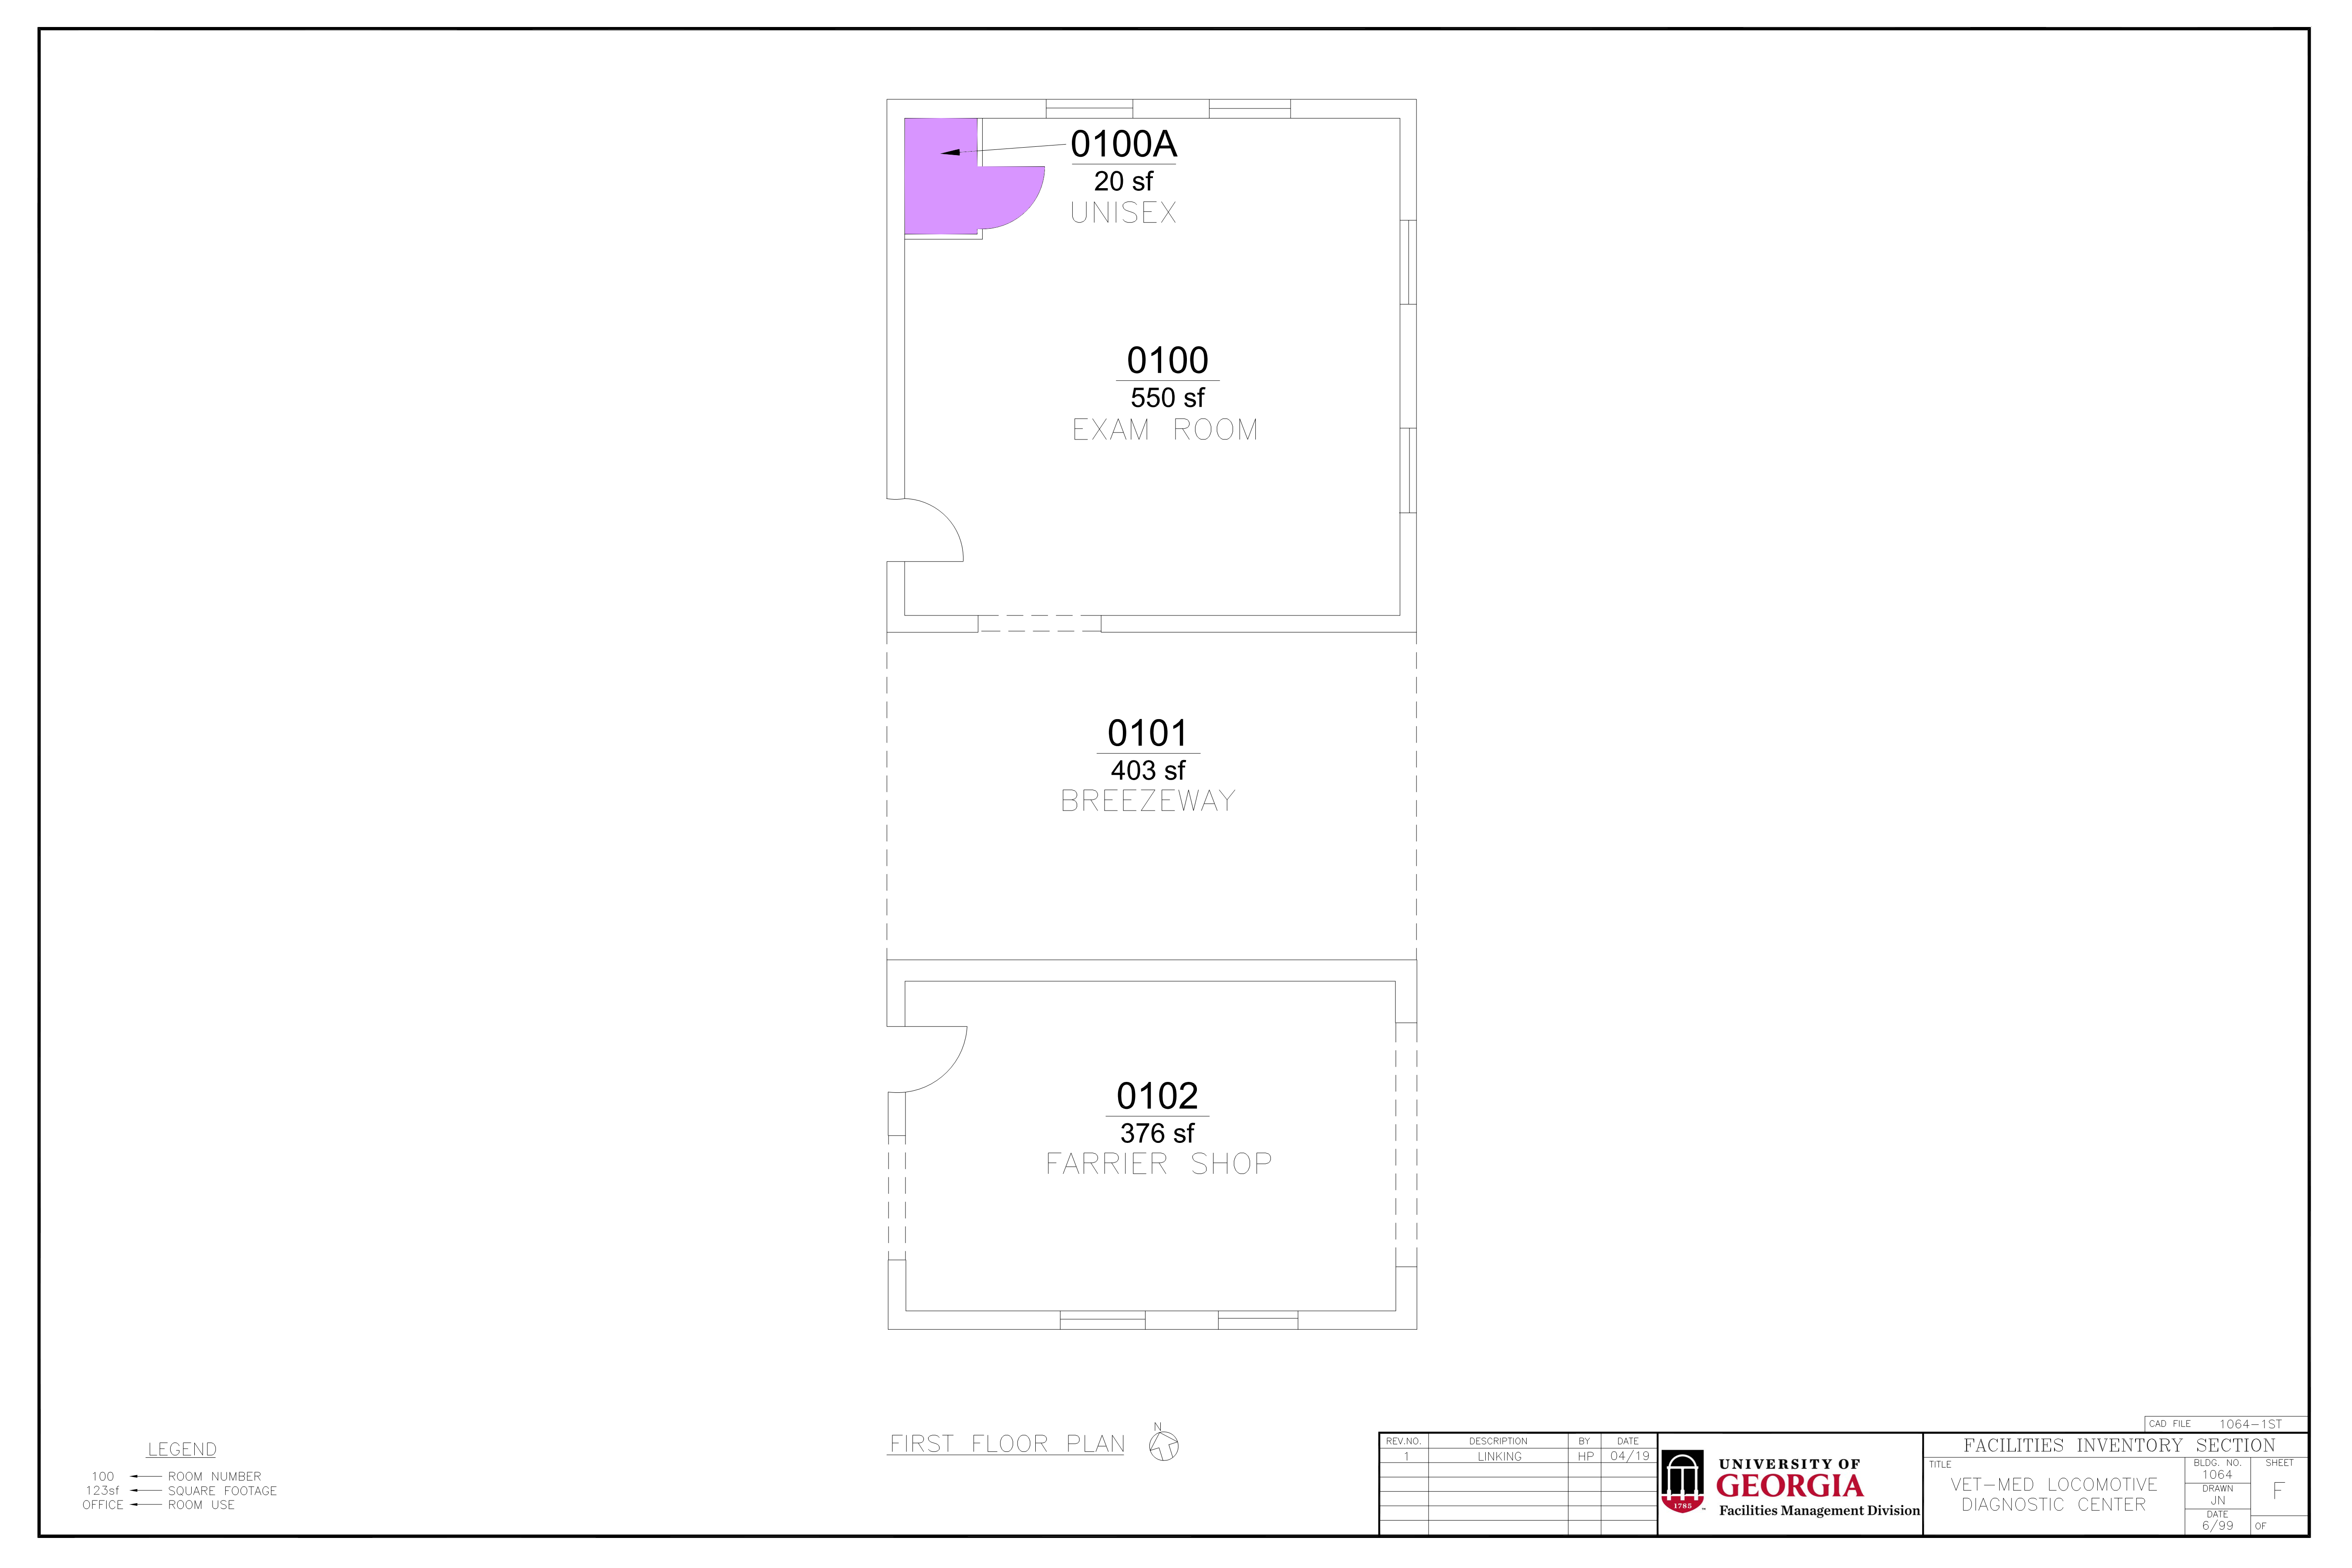 0100A
20 sf
UNISEX
0100
550 sf
EXAM ROOM
0101
403 sf
BREEZEWAY
0102
376 sf
FARRIER SHOP
FIRST FLOOR PLAN
N
LEGEND
100 ROOM NUMBER
123sf SQUARE FOOTAGE
OFFICE ROOM USE
CAD FILE 1064-1ST
REV.NO. DESCRIPTION BY DATE
1 LINKING HP 04/19
1785
UNIVERSITY OF
GEORGIA
Facilities Management Division
FACILITIES INVENTORY SECTION
TITLE
VET-MED LOCOMOTIVE
DIAGNOSTIC CENTER
BLDG. NO.
1064
DRAWN
JN
DATE
6/99
SHEET
F
OF